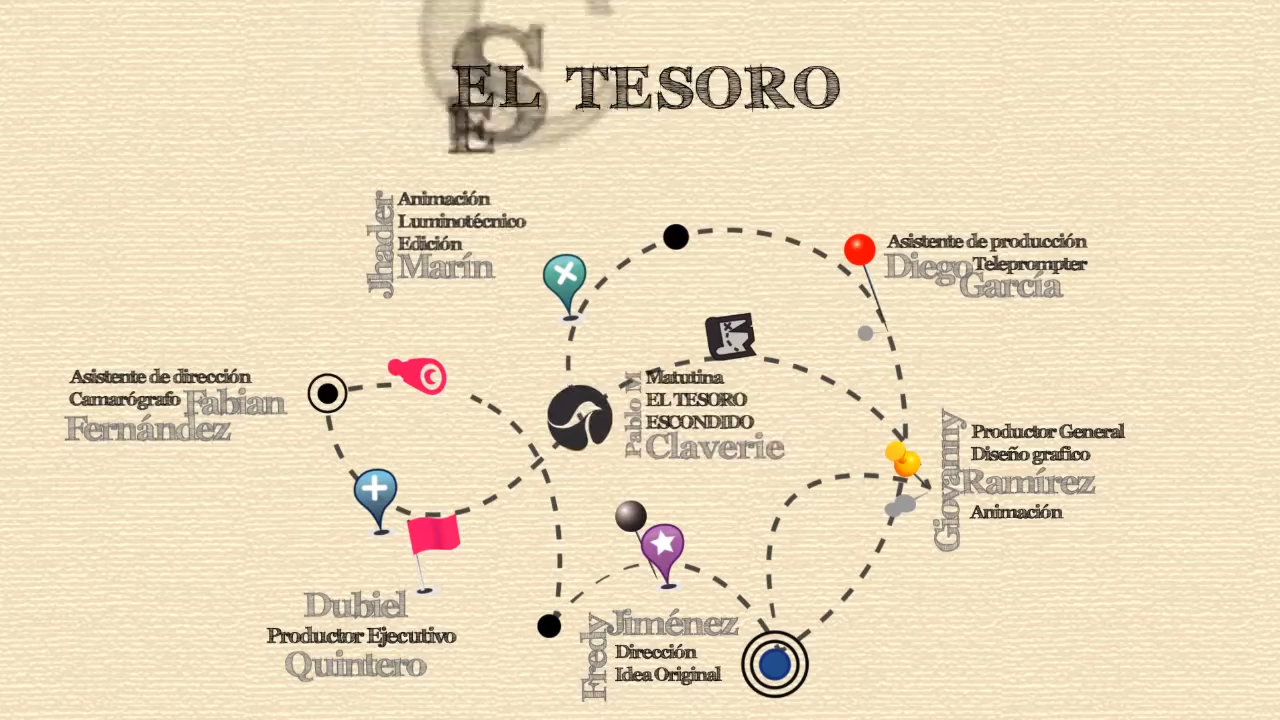 EL TESORO
Jhader
Animación
Luminotécnico
Edición
Marín
Asistente de producción
Teleprompter
Diego
García
Asistente de dirección
Camarógrafo
Fabian
Fernández
Pablo M
Matutina
EL TESORO
ESCONDIDO
Claverie
Giovanny
Productor General
Diseño grafico
Ramírez
Animación
Dubiel
Productor Ejecutivo
Quintero
Fredy
Jiménez
Dirección
Idea Original